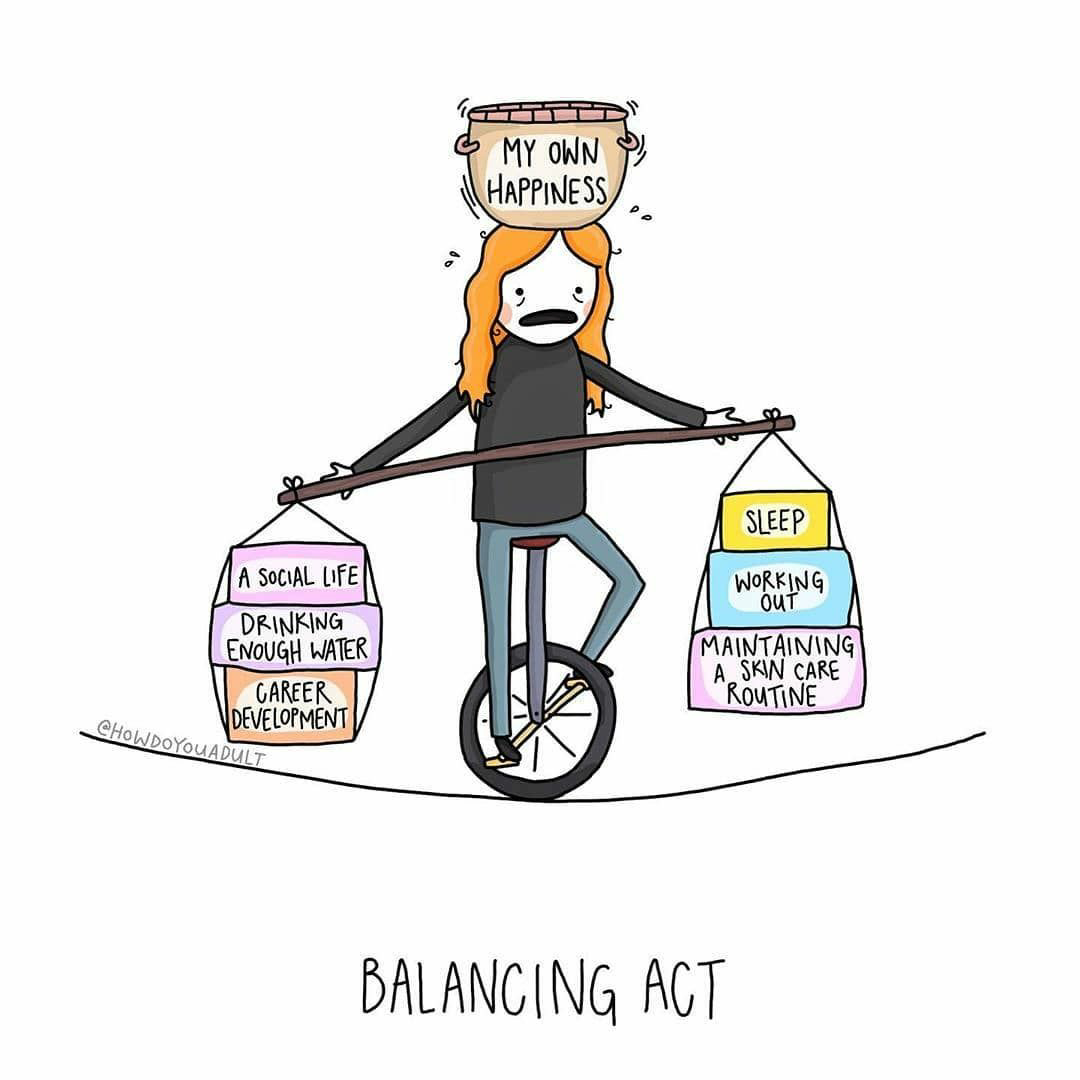 MY OWN
HAPPINESS
SLEEP
WORKING
OUT
MAINTAINING
A SKIN CARE
ROUTINE
A SOCIAL LIFE
DRINKING
ENOUGH WATER
CAREER
DEVELOPMENT
@HOWDOYOUADULT
BALANCING ACT